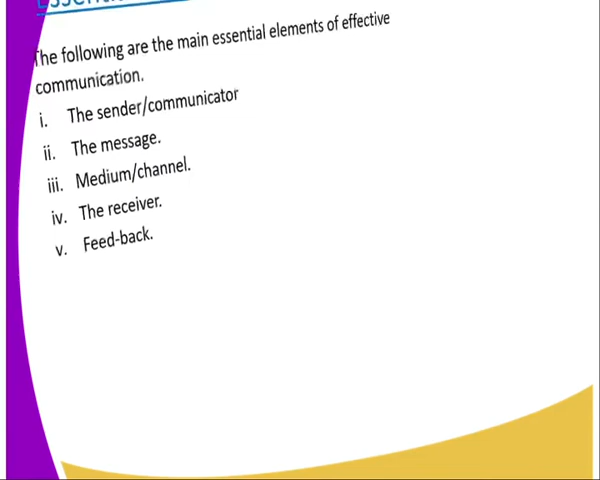 The following are the main essential elements of effective
communication.
i. The sender/communicator
ii. The message.
iii. Medium/channel.
iv. The receiver.
v. Feed-back.